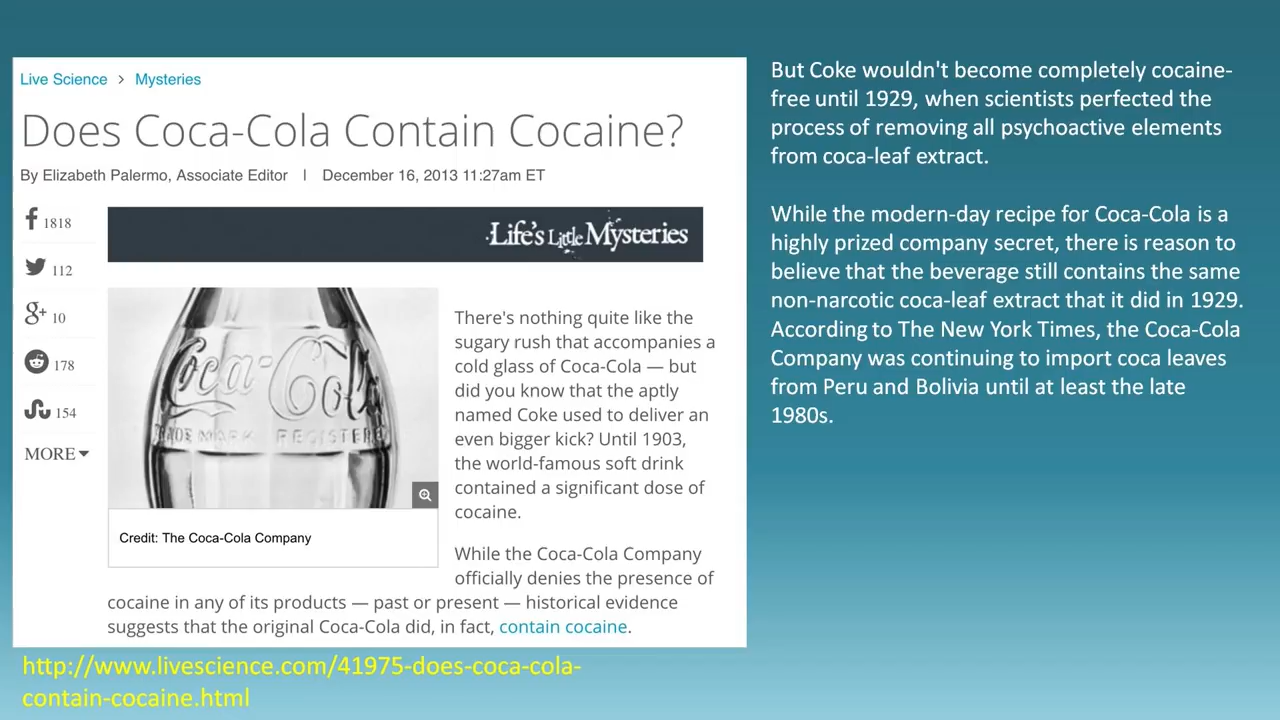 Live Science > Mysteries
Does Coca-Cola Contain Cocaine?
By Elizabeth Palermo, Associate Editor | December 16, 2013 11:27am ET
1818
112
10
178
154
MORE
Life's Little Mysteries
Coca-Cola
TRADE MARK REGISTERED
Credit: The Coca-Cola Company
There's nothing quite like the
sugary rush that accompanies a
cold glass of Coca-Cola — but
did you know that the aptly
named Coke used to deliver an
even bigger kick? Until 1903,
the world-famous soft drink
contained a significant dose of
cocaine.
While the Coca-Cola Company
officially denies the presence of
cocaine in any of its products — past or present — historical evidence
suggests that the original Coca-Cola did, in fact, contain cocaine.
http://www.livescience.com/41975-does-coca-cola-
contain-cocaine.html
But Coke wouldn't become completely cocaine-
free until 1929, when scientists perfected the
process of removing all psychoactive elements
from coca-leaf extract.
While the modern-day recipe for Coca-Cola is a
highly prized company secret, there is reason to
believe that the beverage still contains the same
non-narcotic coca-leaf extract that it did in 1929.
According to The New York Times, the Coca-Cola
Company was continuing to import coca leaves
from Peru and Bolivia until at least the late
1980s.